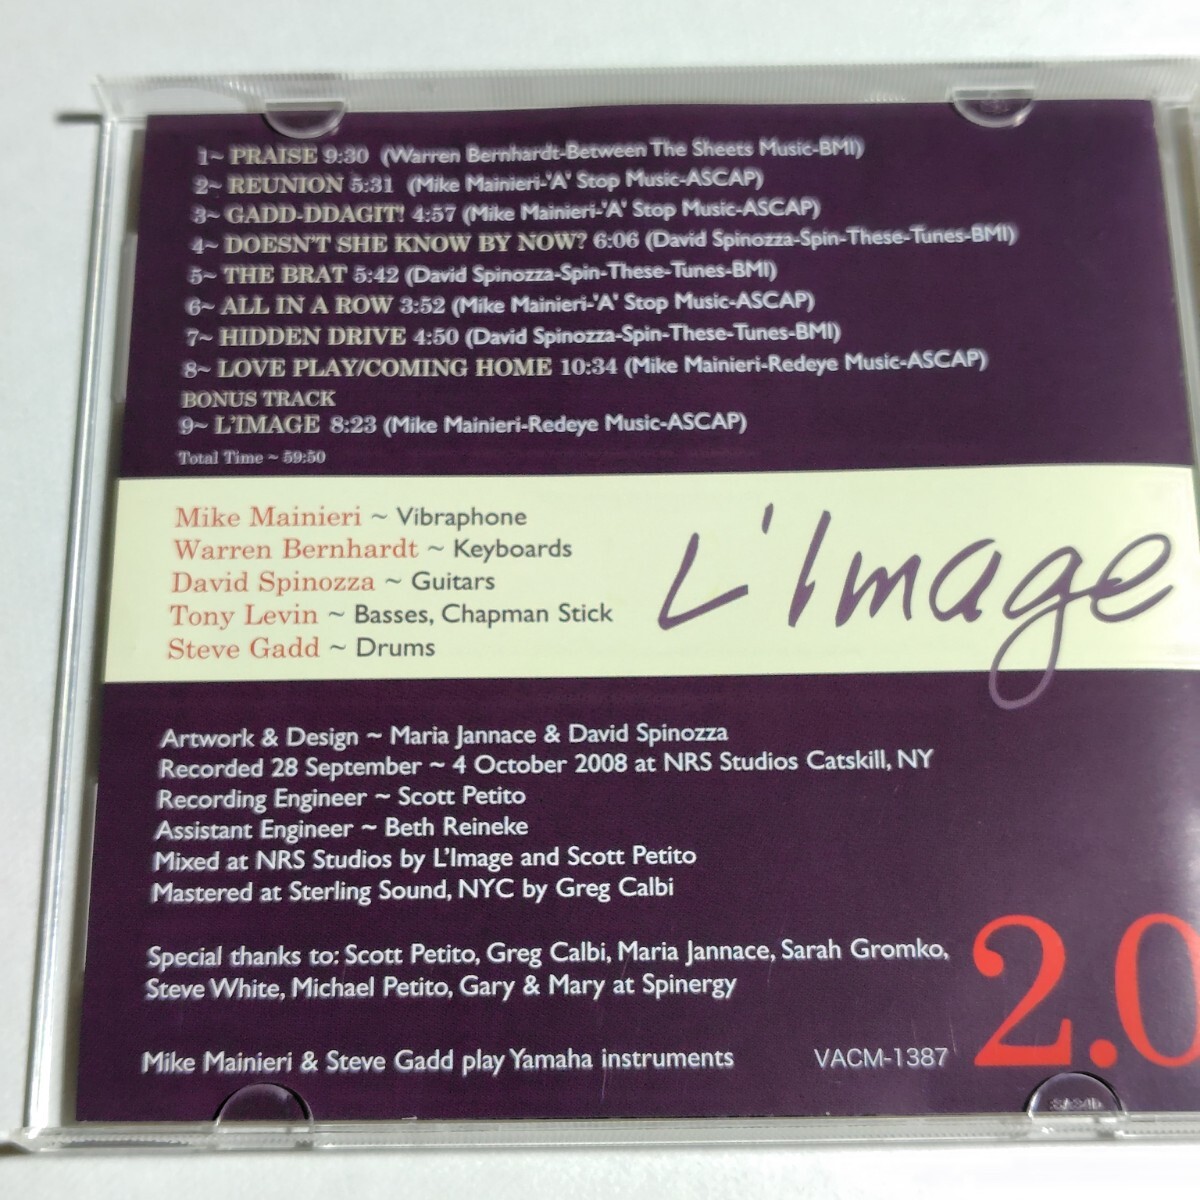 1~ PRAISE 9:30 (Warren Bernhardt-Between The Sheets Music-BMI)
2~ REUNION 5:31 (Mike Mainieri-'A' Stop Music-ASCAP)
3~ GADD-DDAGIT! 4:57 (Mike Mainieri-'A' Stop Music-ASCAP)
4~ DOESN'T SHE KNOW BY NOW? 6:06 (David Spinozza-Spin-These-Tunes-BMI)
5~ THE BRAT 5:42 (David Spinozza-Spin-These-Tunes-BMI)
6~ ALL IN A ROW 3:52 (Mike Mainieri-'A' Stop Music-ASCAP)
7~ HIDDEN DRIVE 4:50 (David Spinozza-Spin-These-Tunes-BMI)
8~ LOVE PLAY/COMING HOME 10:34 (Mike Mainieri-Redeye Music-ASCAP)
BONUS TRACK
9~ L'IMAGE 8:23 (Mike Mainieri-Redeye Music-ASCAP)
Total Time ~ 59:50
Mike Mainieri ~ Vibraphone
Warren Bernhardt ~ Keyboards
David Spinozza ~ Guitars
Tony Levin ~ Basses, Chapman Stick
Steve Gadd ~ Drums
L'Image
Artwork & Design ~ Maria Jannace & David Spinozza
Recorded 28 September ~ 4 October 2008 at NRS Studios Catskill, NY
Recording Engineer ~ Scott Petito
Assistant Engineer ~ Beth Reineke
Mixed at NRS Studios by L'Image and Scott Petito
Mastered at Sterling Sound, NYC by Greg Calbi
Special thanks to: Scott Petito, Greg Calbi, Maria Jannace, Sarah Gromko,
Steve White, Michael Petito, Gary & Mary at Spinergy
Mike Mainieri & Steve Gadd play Yamaha instruments
VACM-1387
2.0